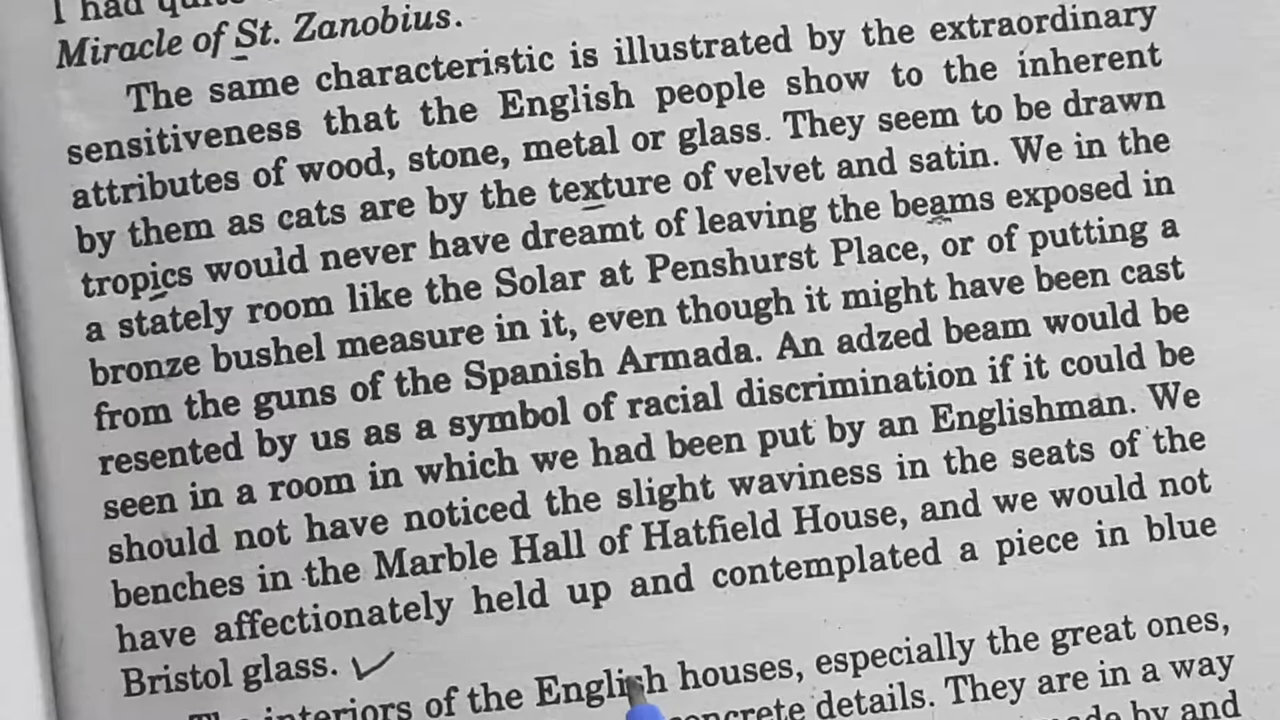 I had
Miracle of St. Zanobius.
The same characteristic is illustrated by the extraordinary
sensitiveness that the English people show to the inherent
attributes of wood, stone, metal or glass. They seem to be drawn
by them as cats are by the texture of velvet and satin. We in the
tropics would never have dreamt of leaving the beams exposed in
a stately room like the Solar at Penshurst Place, or of putting a
bronze bushel measure in it, even though it might have been cast
from the guns of the Spanish Armada. An adzed beam would be
resented by us as a symbol of racial discrimination if it could be
seen in a room in which we had been put by an Englishman. We
should not have noticed the slight waviness in the seats of the
benches in the Marble Hall of Hatfield House, and we would not
have affectionately held up and contemplated a piece in blue
Bristol glass.
interiors of the English houses, especially the great ones,
concrete details. They are in a way
by and